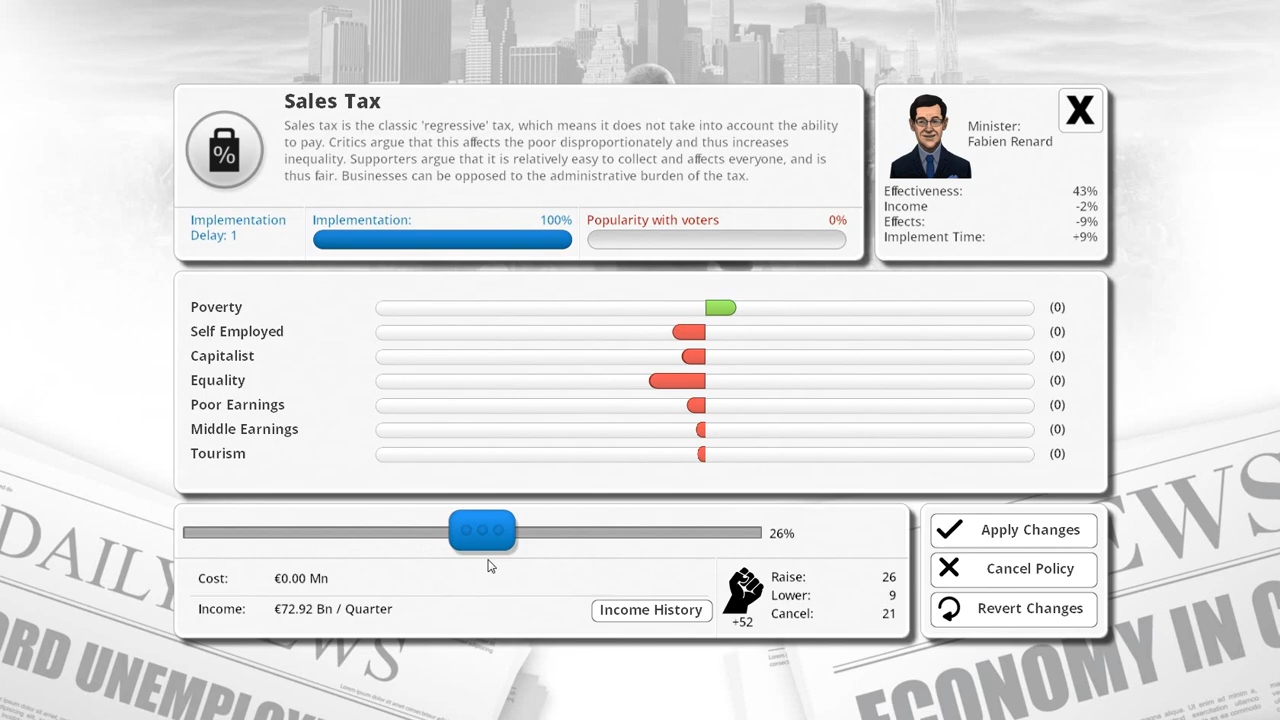 Sales Tax
Sales tax is the classic 'regressive' tax, which means it does not take into account the ability
to pay. Critics argue that this affects the poor disproportionately and thus increases
inequality. Supporters argue that it is relatively easy to collect and affects everyone, and is
thus fair. Businesses can be opposed to the administrative burden of the tax.
%
Implementation
Delay: 1
Implementation: 100%
Popularity with voters 0%
X
Minister:
Fabien Renard
Effectiveness: 43%
Income -2%
Effects: -9%
Implement Time: +9%
Poverty (0)
Self Employed (0)
Capitalist (0)
Equality (0)
Poor Earnings (0)
Middle Earnings (0)
Tourism (0)
26%
Cost: €0.00 Mn
Income: €72.92 Bn / Quarter
Income History
+52
Raise: 26
Lower: 9
Cancel: 21
Apply Changes
Cancel Policy
Revert Changes
DAILY
NEWS
ORD UNEMPLO
NEWS
ECONOMY IN C